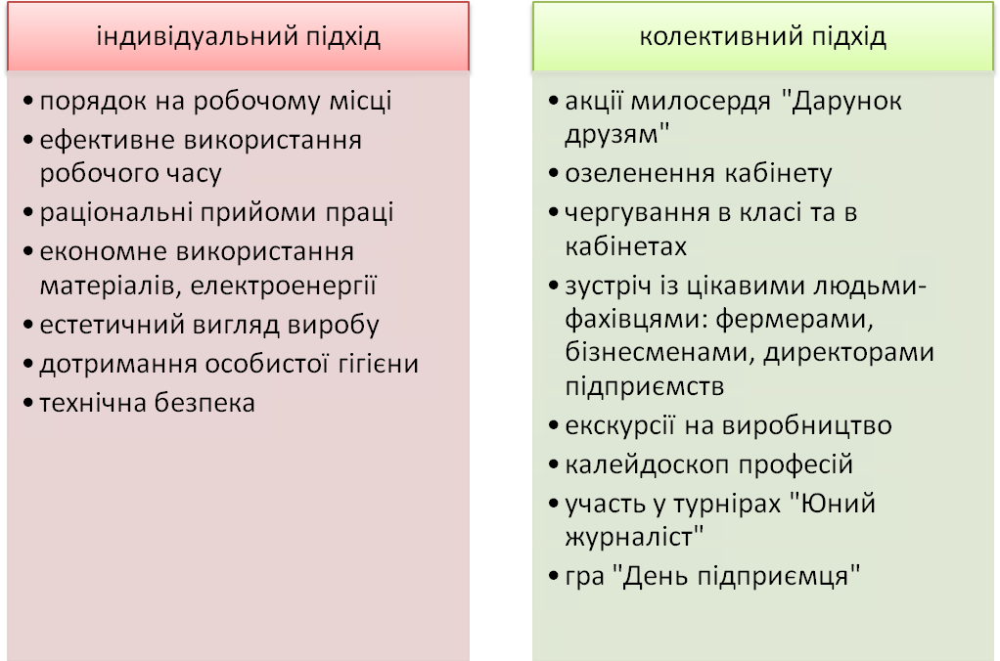 індивідуальний підхід
• порядок на робочому місці
• ефективне використання
робочого часу
• раціональні прийоми праці
• економне використання
матеріалів, електроенергії
• естетичний вигляд виробу
• дотримання особистої гігієни
• технічна безпека
колективний підхід
• акції милосердя "Дарунок
друзям"
• озеленення кабінету
• чергування в класі та в
кабінетах
• зустріч із цікавими людьми-
фахівцями: фермерами,
бізнесменами, директорами
підприємств
• екскурсії на виробництво
• калейдоскоп професій
• участь у турнірах "Юний
журналіст"
• гра "День підприємця"